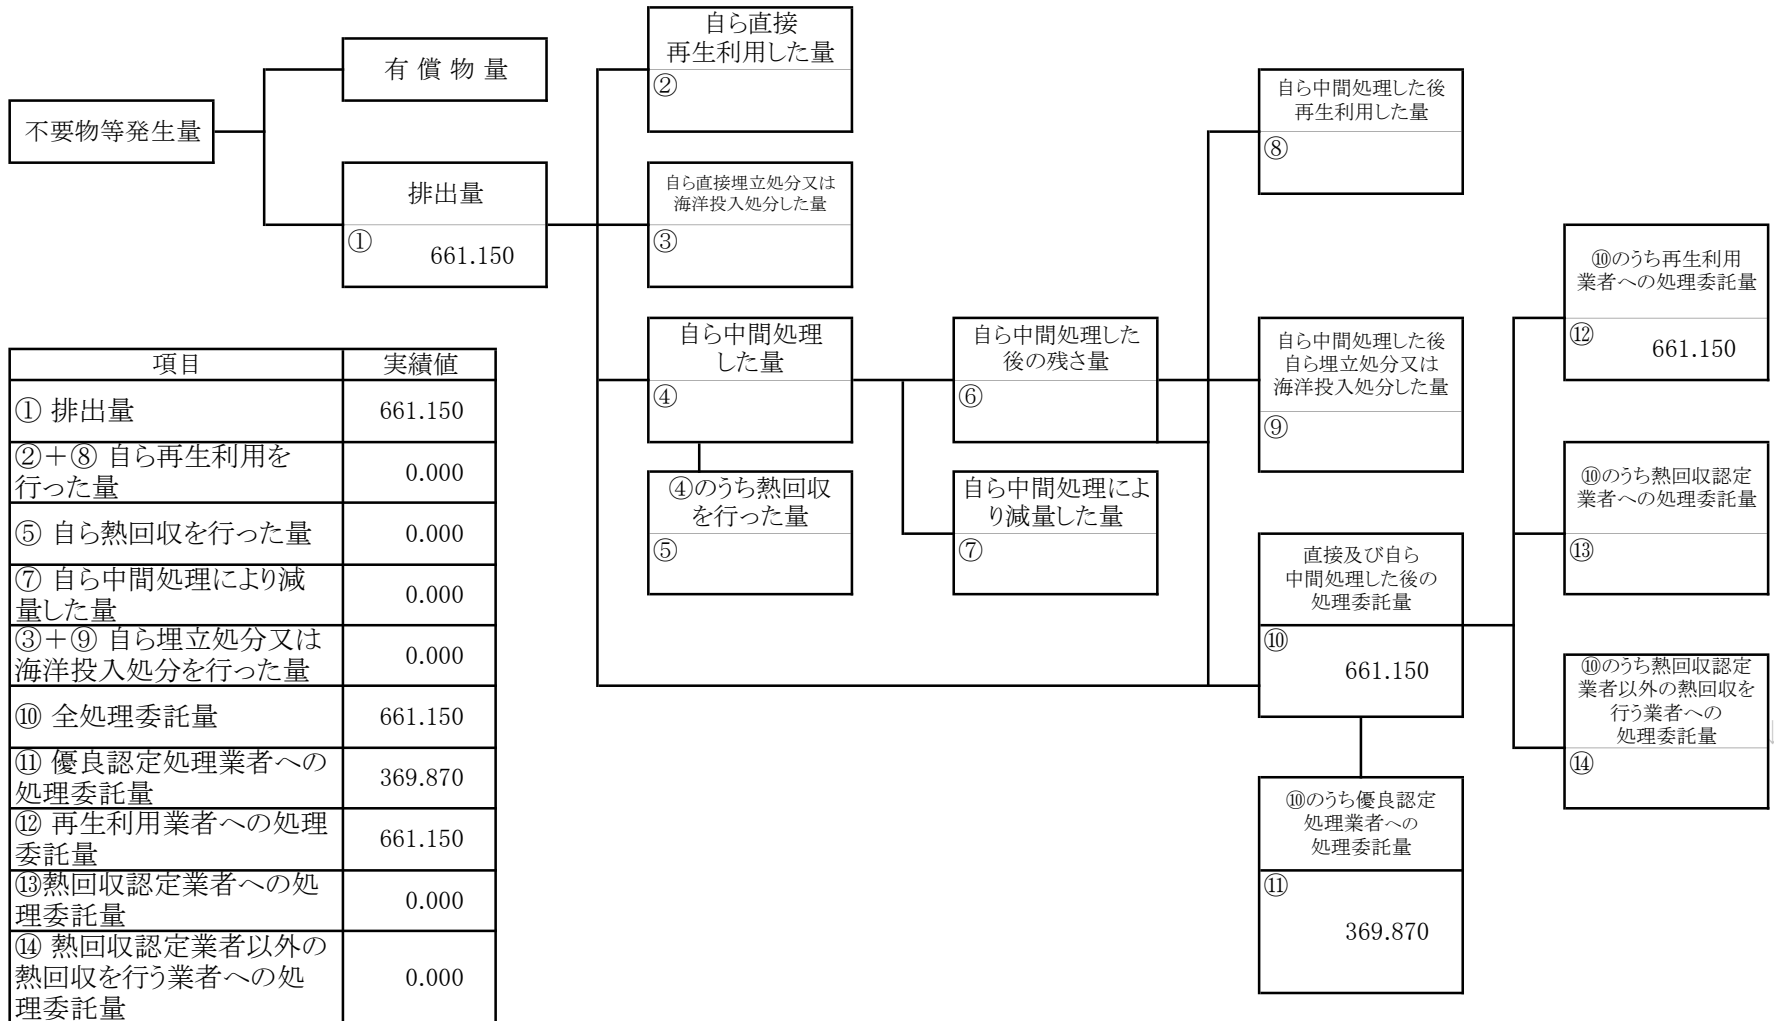 不要物等発生量
有 償 物 量
排出量
①
661.150
自ら直接
再生利用した量
②
自ら直接埋立処分又は
海洋投入処分した量
③
自ら中間処理
した量
④
④のうち熱回収
を行った量
⑤
自ら中間処理した
後の残さ量
⑥
自ら中間処理によ
り減量した量
⑦
自ら中間処理した後
再生利用した量
⑧
自ら中間処理した後
自ら埋立処分又は
海洋投入処分した量
⑨
直接及び自ら
中間処理した後の
処理委託量
⑩
661.150
⑩のうち優良認定
処理業者への
処理委託量
⑪
369.870
⑩のうち再生利用
業者への処理委託量
⑫
661.150
⑩のうち熱回収認定
業者への処理委託量
⑬
⑩のうち熱回収認定
業者以外の熱回収を
行う業者への
処理委託量
⑭
項目 実績値
① 排出量 661.150
②＋⑧ 自ら再生利用を
行った量 0.000
⑤ 自ら熱回収を行った量 0.000
⑦ 自ら中間処理により減
量した量 0.000
③＋⑨ 自ら埋立処分又は
海洋投入処分を行った量 0.000
⑩ 全処理委託量 661.150
⑪ 優良認定処理業者への
処理委託量 369.870
⑫ 再生利用業者への処理
委託量 661.150
⑬熱回収認定業者への処
理委託量 0.000
⑭ 熱回収認定業者以外の
熱回収を行う業者への処
理委託量 0.000